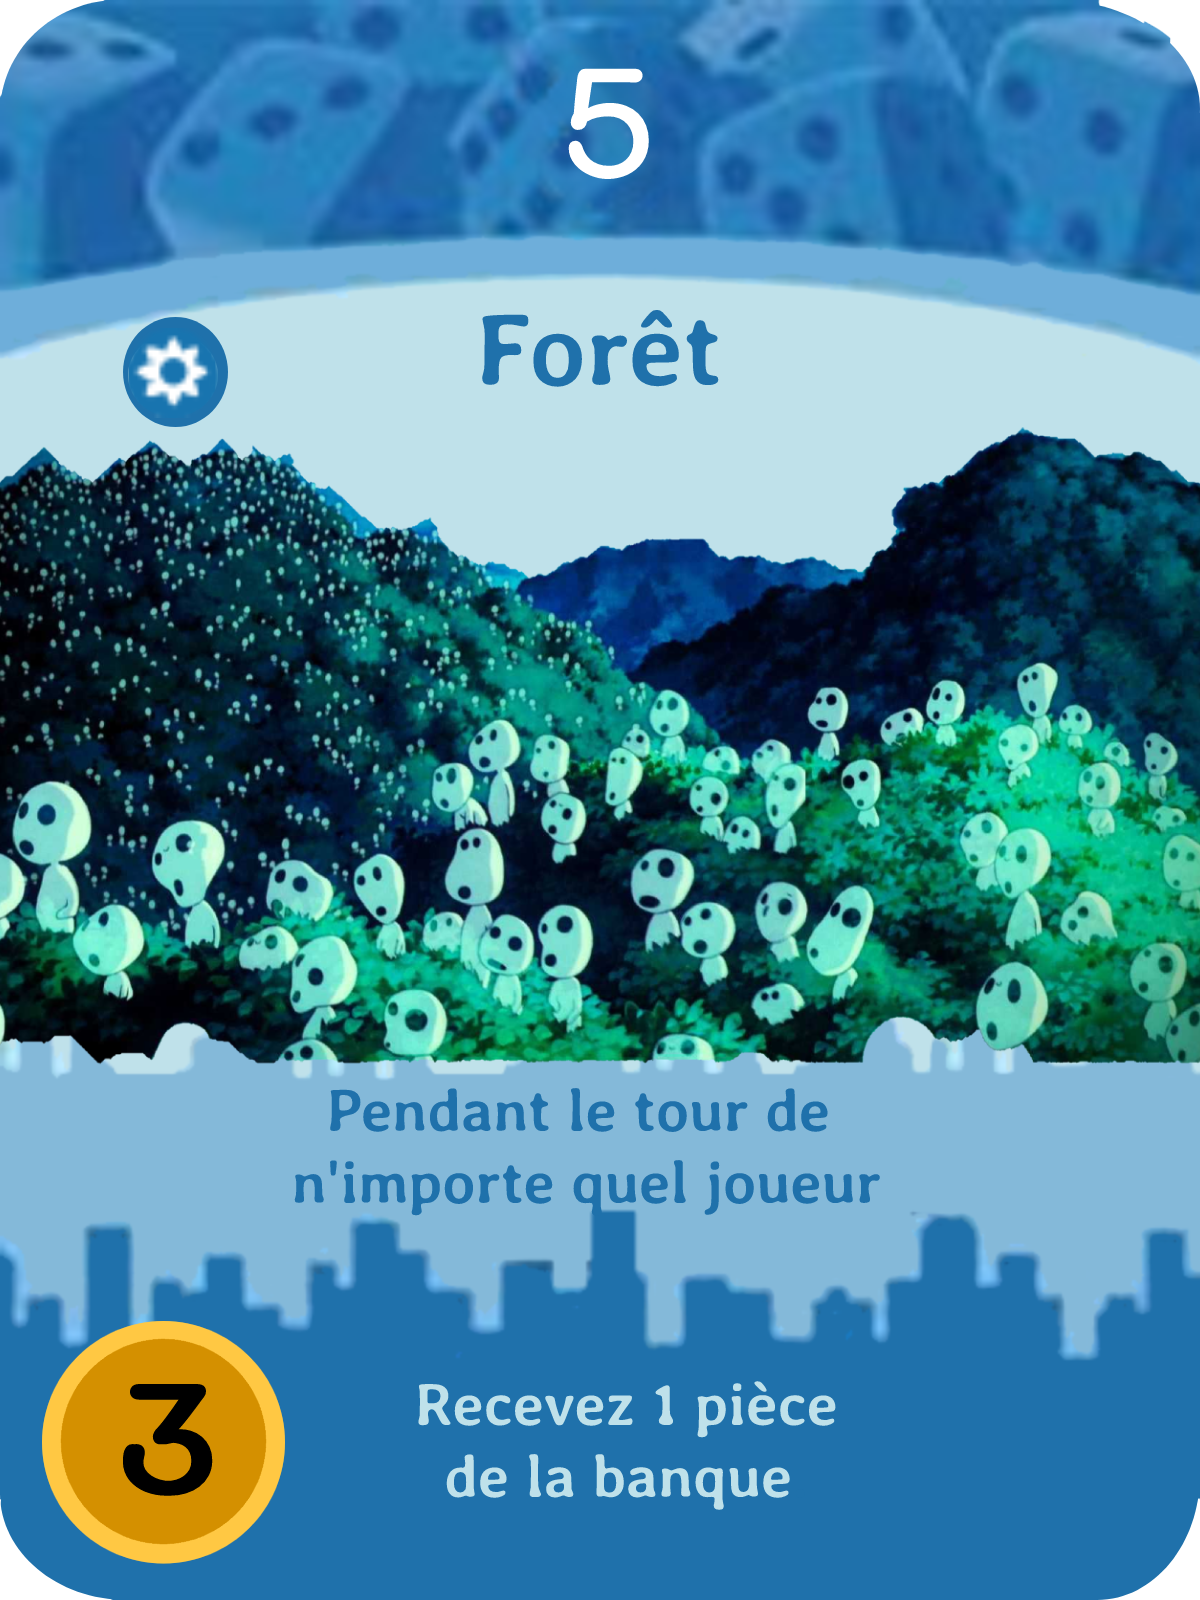 5
Forêt
Pendant le tour de
n'importe quel joueur
3
Recevez 1 pièce
de la banque